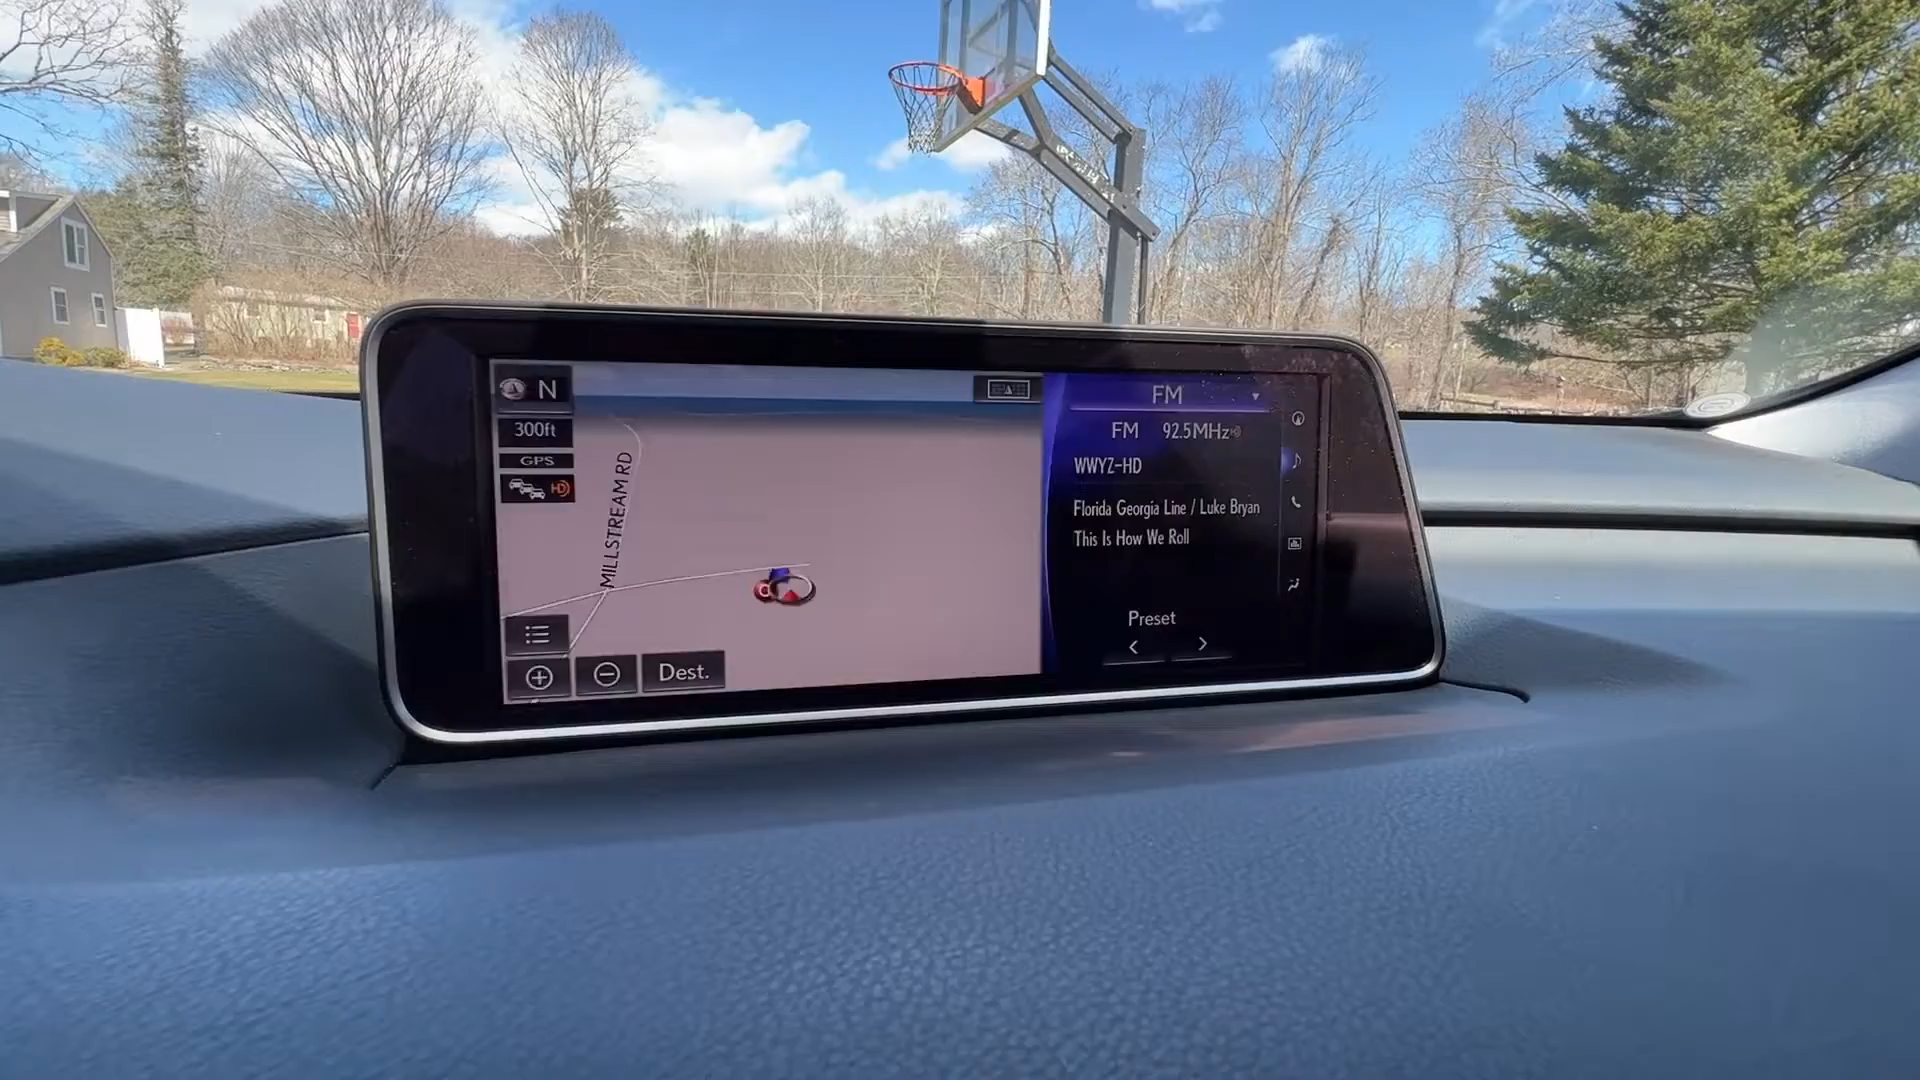 N
300ft
GPS
HD
MILLSTREAM RD
Dest.
FM
FM 92.5MHz
WWYZ-HD
Florida Georgia Line / Luke Bryan
This Is How We Roll
Preset